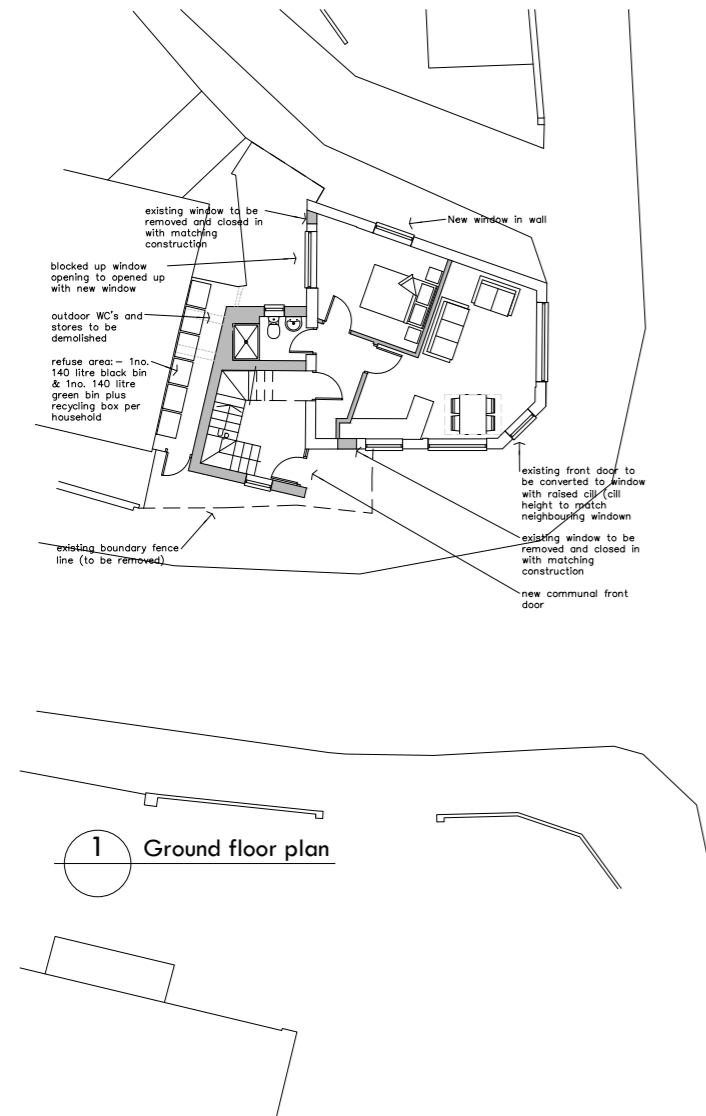 existing window to be
removed and closed in
with matching
construction
New window in wall
blocked up window
opening to opened up
with new window
outdoor WC's and
stores to be
demolished
refuse area:- 1no.
140 litre black bin
& 1no. 140 litre
green bin plus
recycling box per
household
UP
existing front door to
be converted to window
with raised cill (cill
height to match
neighbouring windown
existing boundary fence
line (to be removed)
existing window to be
removed and closed in
with matching
construction
new communal front
door
1 Ground floor plan